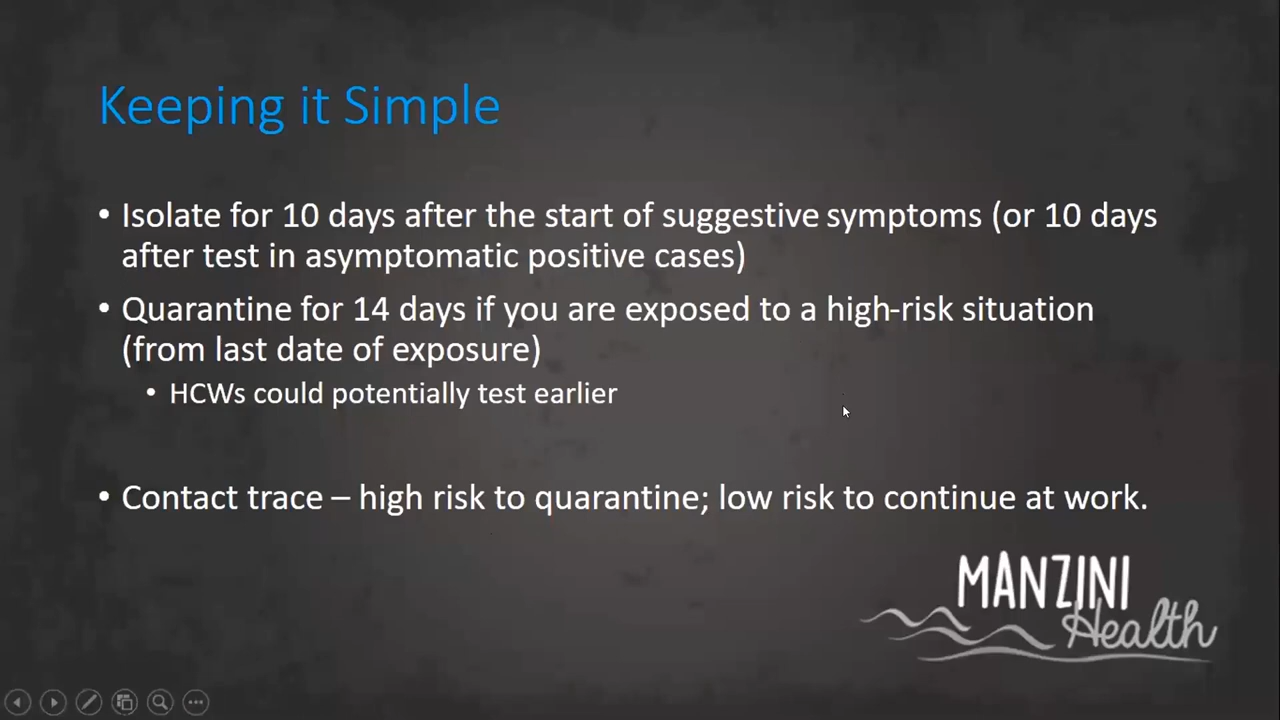 Keeping it Simple
• Isolate for 10 days after the start of suggestive symptoms (or 10 days
after test in asymptomatic positive cases)
• Quarantine for 14 days if you are exposed to a high-risk situation
(from last date of exposure)
• HCWs could potentially test earlier
• Contact trace – high risk to quarantine; low risk to continue at work.
MANZINI
Health